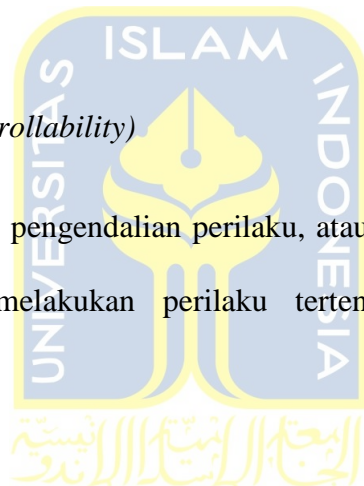 ISLAM
UNIVERSITAS
INDONESIA
rollability)
pengendalian perilaku, atau
melakukan perilaku terten